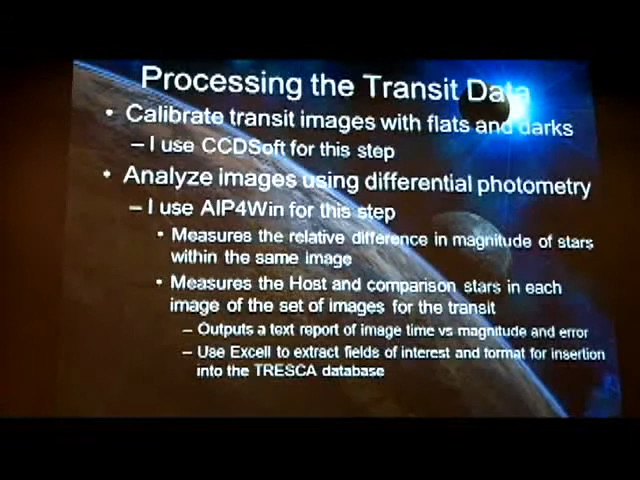 Processing the Transit Data
• Calibrate transit images with flats and darks
– I use CCDSoft for this step
• Analyze images using differential photometry
– I use AIP4Win for this step
• Measures the relative difference in magnitude of stars
within the same image
• Measures the Host and comparison stars in each
image of the set of images for the transit
– Outputs a text report of image time vs magnitude and error
– Use Excell to extract fields of interest and format for insertion
into the TRESCA database